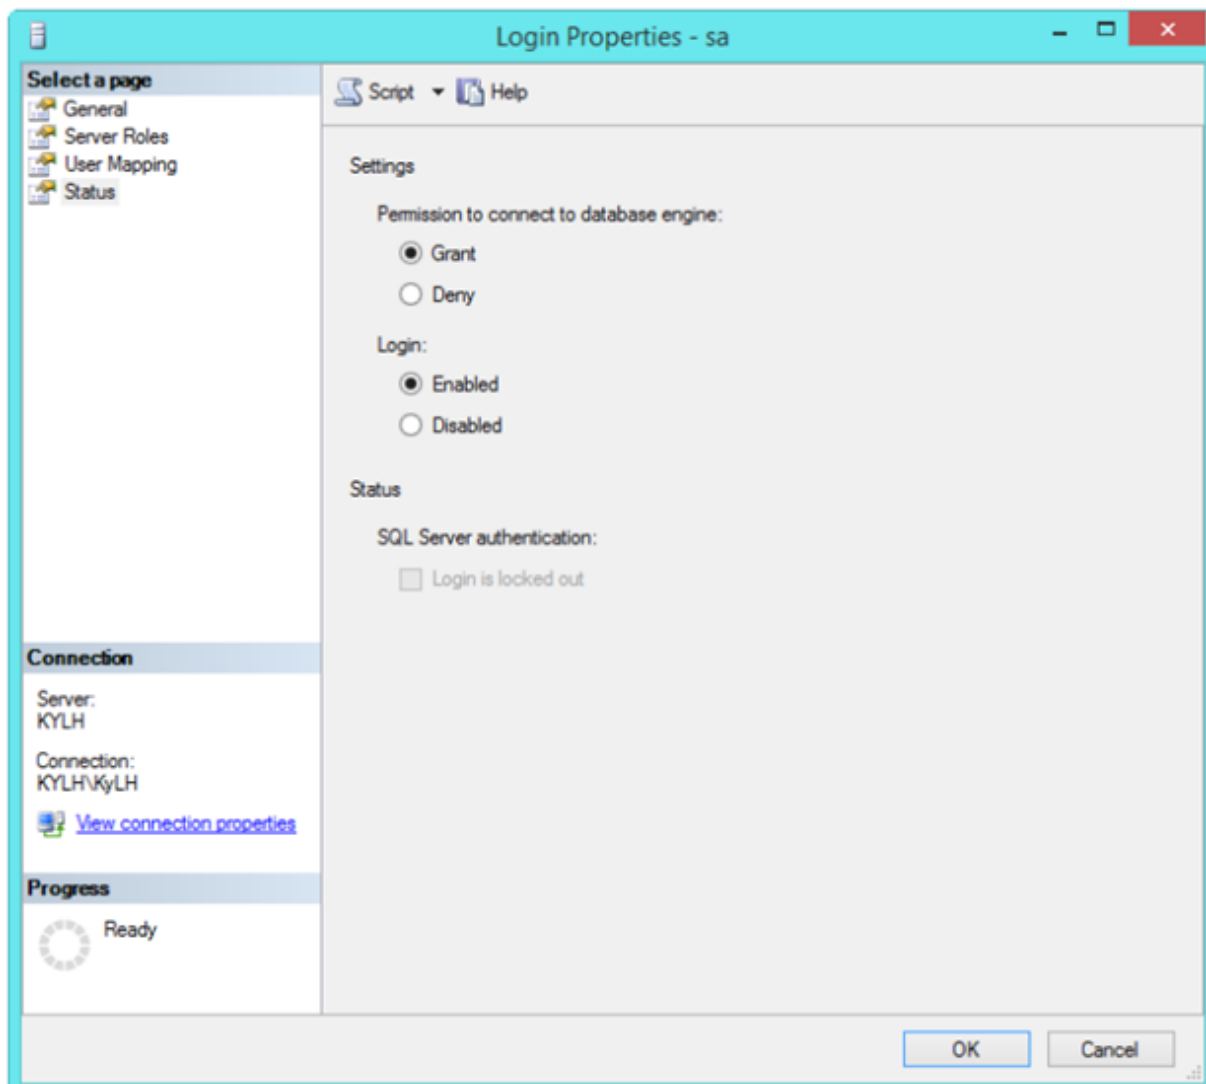 Login Properties - sa
Select a page
General
Server Roles
User Mapping
Status
Script
Help
Settings
Permission to connect to database engine:
Grant
Deny
Login:
Enabled
Disabled
Status
SQL Server authentication:
Login is locked out
Connection
Server:
KYLH
Connection:
KYLH\KyLH
View connection properties
Progress
Ready
OK
Cancel